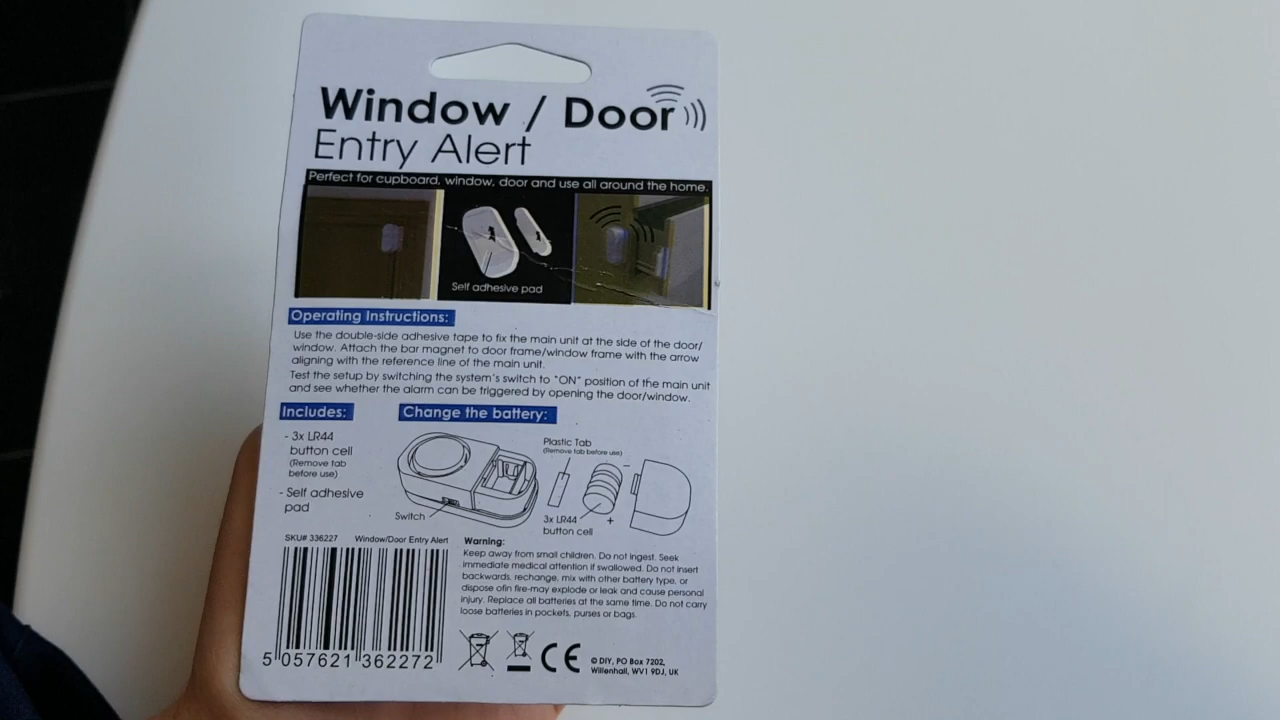 Window / Door
Entry Alert
Perfect for cupboard, window, door and use all around the home.
Self adhesive pad
Operating Instructions:
Use the double-side adhesive tape to fix the main unit at the side of the door/
window. Attach the bar magnet to door frame/window frame with the arrow
aligning with the reference line of the main unit.
Test the setup by switching the system's switch to "ON" position of the main unit
and see whether the alarm can be triggered by opening the door/window.
Includes:
- 3x LR44
button cell
(Remove tab
before use)
- Self adhesive
pad
Change the battery:
Plastic Tab
(Remove tab before use)
Switch
3x LR44
button cell
- +
SKU# 336227 Window/Door Entry Alert
5 057621 362272
Warning:
Keep away from small children. Do not ingest. Seek
immediate medical attention if swallowed. Do not insert
backwards, rechange, mix with other battery type, or
dispose ofin fire-may explode or leak and cause personal
injury. Replace all batteries at the same time. Do not carry
loose batteries in pockets, purses or bags.
CE
© DIY, PO Box 7202,
Willenhall, WV1 9DJ, UK